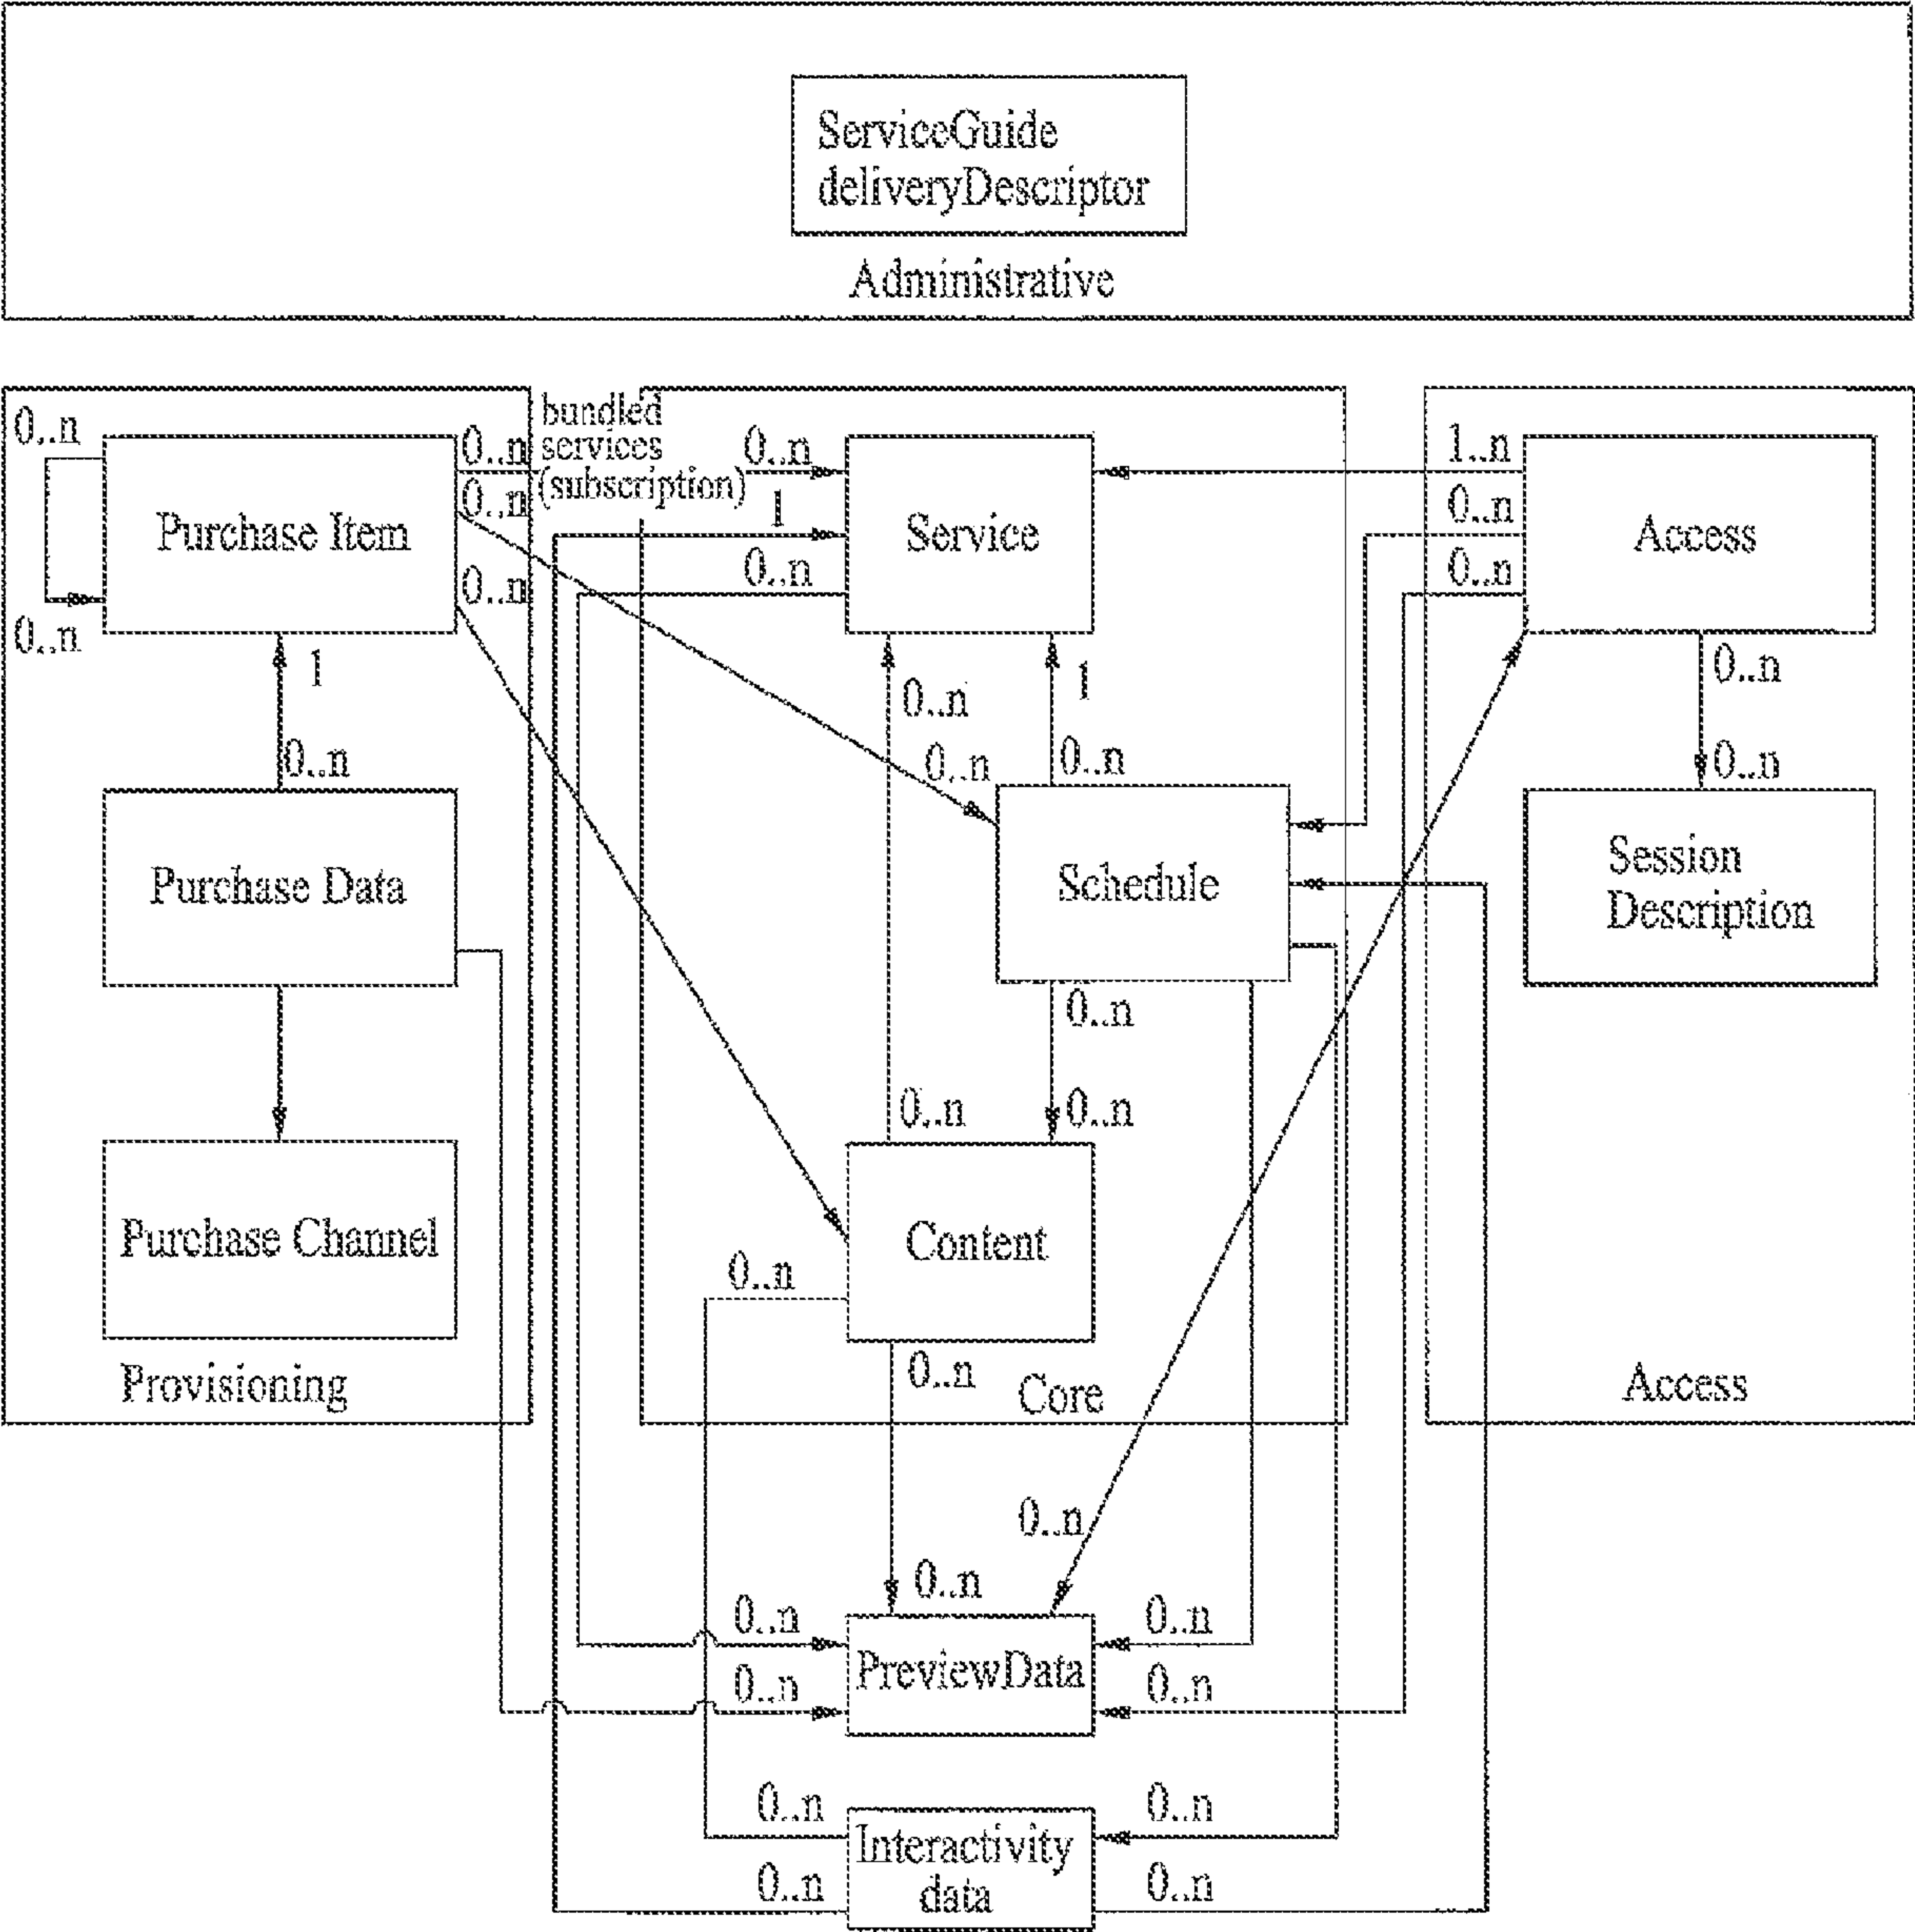 ServiceGuide
deliveryDescriptor
Administrative
0..n
0..n
bundled
services
(subscription)
0..n
1..n
Purchase Item
0..n
1
Service
0..n
Access
0..n
0..n
0..n
0..n
1
0..n
1
0..n
0..n
0..n
0..n
0..n
Purchase Data
Schedule
Session
Description
0..n
0..n
0..n
Purchase Channel
Content
0..n
Provisioning
0..n
Core
Access
0..n
0..n
0..n
0..n
PreviewData
0..n
0..n
0..n
0..n
Interactivity
data
0..n
0..n